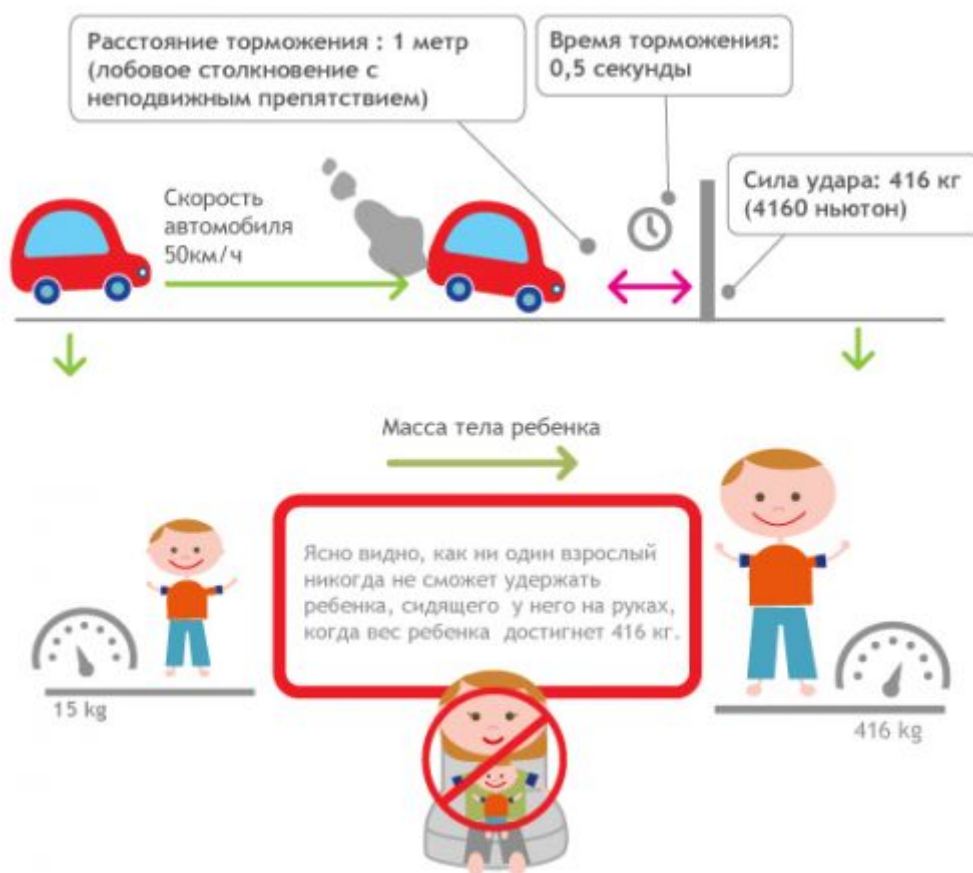 Расстояние торможения : 1 метр
(лобовое столкновение с
неподвижным препятствием)
Время торможения:
0,5 секунды
Скорость
автомобиля
50км/ч
Сила удара: 416 кг
(4160 ньютон)
Масса тела ребенка
Ясно видно, как ни один взрослый
никогда не сможет удержать
ребенка, сидящего у него на руках,
когда вес ребенка достигнет 416 кг.
15 kg
416 kg